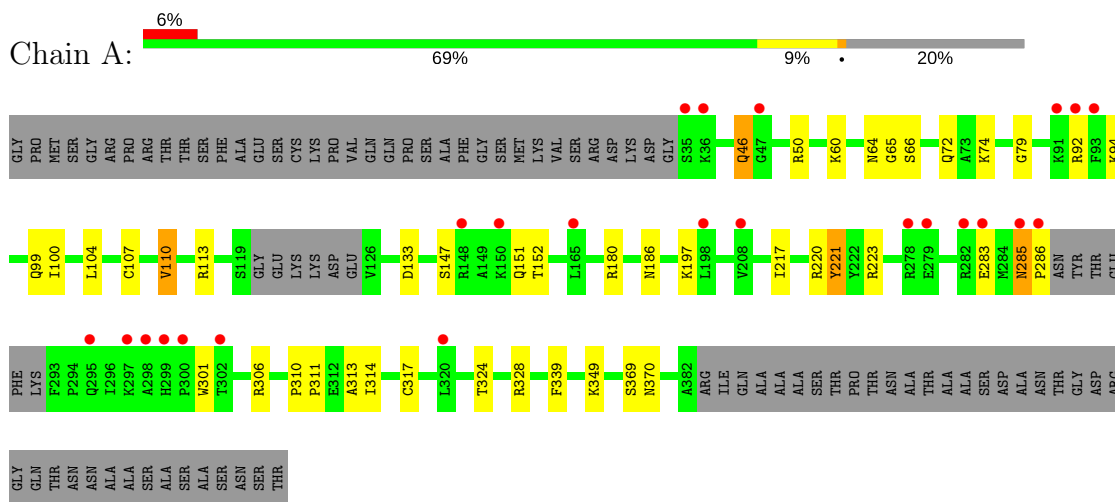 6%
Chain A:
69% 9% • 20%
GLY PRO MET SER GLY ARG PRO ARG THR THR SER PHE ALA GLU SER CYS LYS PRO VAL GLN GLN PRO SER ALA PHE GLY SER MET LYS VAL SER ARG ASP LYS ASP GLY S35 K36 Q46 G47 R50 K60 N64 G65 S66 Q72 A73 K74 G79 K91 R92 F93 K94
Q99 I100 L104 C107 V110 R113 S119 GLY GLU LYS LYS ASP GLU V126 D133 S147 R148 A149 K150 Q151 T152 L165 R180 N186 K197 L198 V208 I217 R220 Y221 Y222 R223 R278 E279 R282 E283 M284 N285 P286 ASN TYR THR GLU
PHE LYS F293 P294 Q295 I296 K297 A298 H299 P300 W301 T302 R306 P310 P311 E312 A313 I314 C317 L320 T324 R328 F339 K349 S369 N370 A382 ARG ILE GLN ALA ALA ALA SER THR PRO THR ASN ALA THR ALA ALA SER ASP ALA ASN THR GLY ASP ARG
GLY GLN THR ASN ASN ALA ALA SER ALA SER ALA SER ASN SER THR